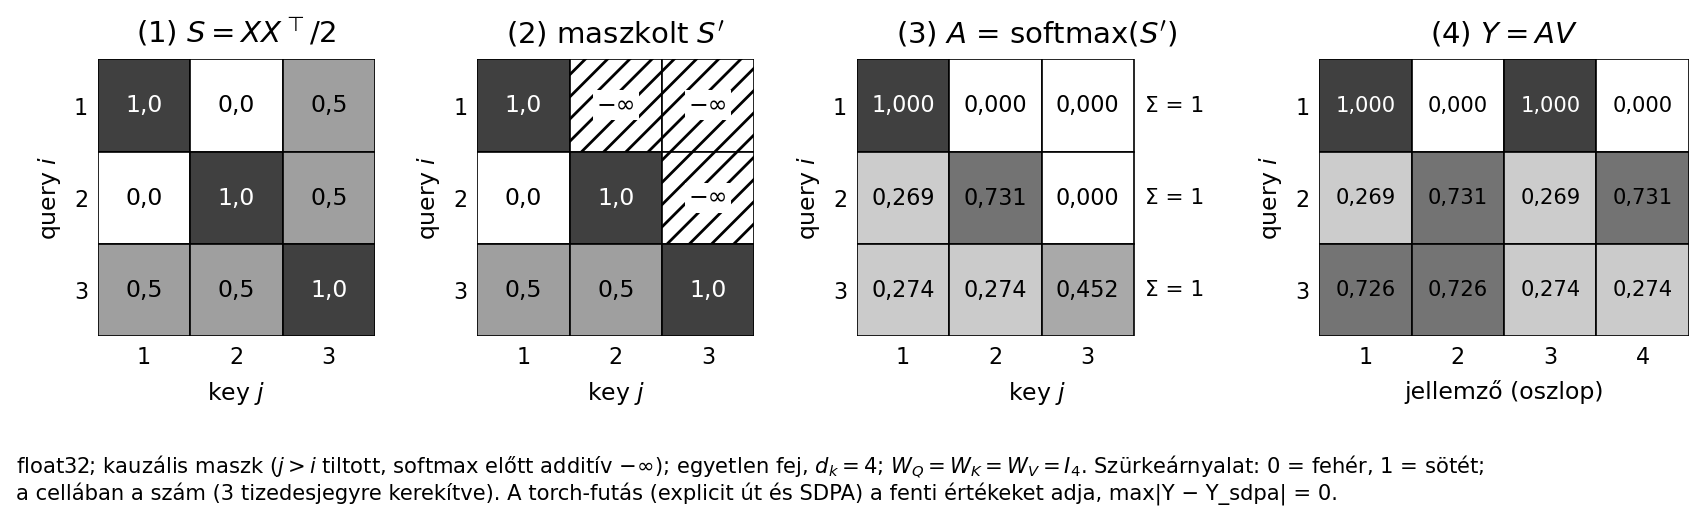 (1) S = XX⊤/2
(2) maszkolt S′
(3) A = softmax(S′)
(4) Y = AV
query i
1 1,0 0,0 0,5
2 0,0 1,0 0,5
3 0,5 0,5 1,0
1 2 3
key j
query i
1 1,0 −∞ −∞
2 0,0 1,0 −∞
3 0,5 0,5 1,0
1 2 3
key j
query i
1 1,000 0,000 0,000 Σ = 1
2 0,269 0,731 0,000 Σ = 1
3 0,274 0,274 0,452 Σ = 1
1 2 3
key j
query i
1 1,000 0,000 1,000 0,000
2 0,269 0,731 0,269 0,731
3 0,726 0,726 0,274 0,274
1 2 3 4
jellemző (oszlop)
float32; kauzális maszk (j > i tiltott, softmax előtt additív −∞); egyetlen fej, d_k = 4; W_Q = W_K = W_V = I_4. Szürkeárnyalat: 0 = fehér, 1 = sötét;
a cellában a szám (3 tizedesjegyre kerekítve). A torch-futás (explicit út és SDPA) a fenti értékeket adja, max|Y − Y_sdpa| = 0.